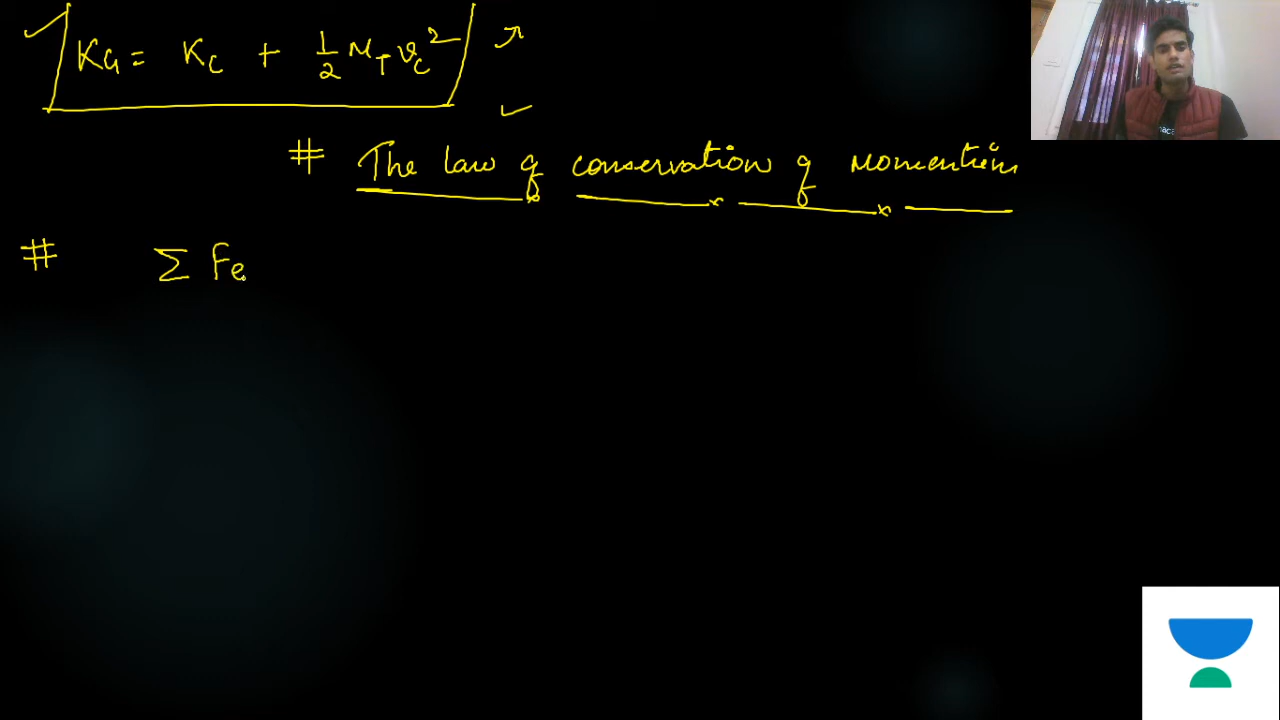 KG = KC + 1/2 MT vC²
# The law of conservation of Momentum
# Σ Fe